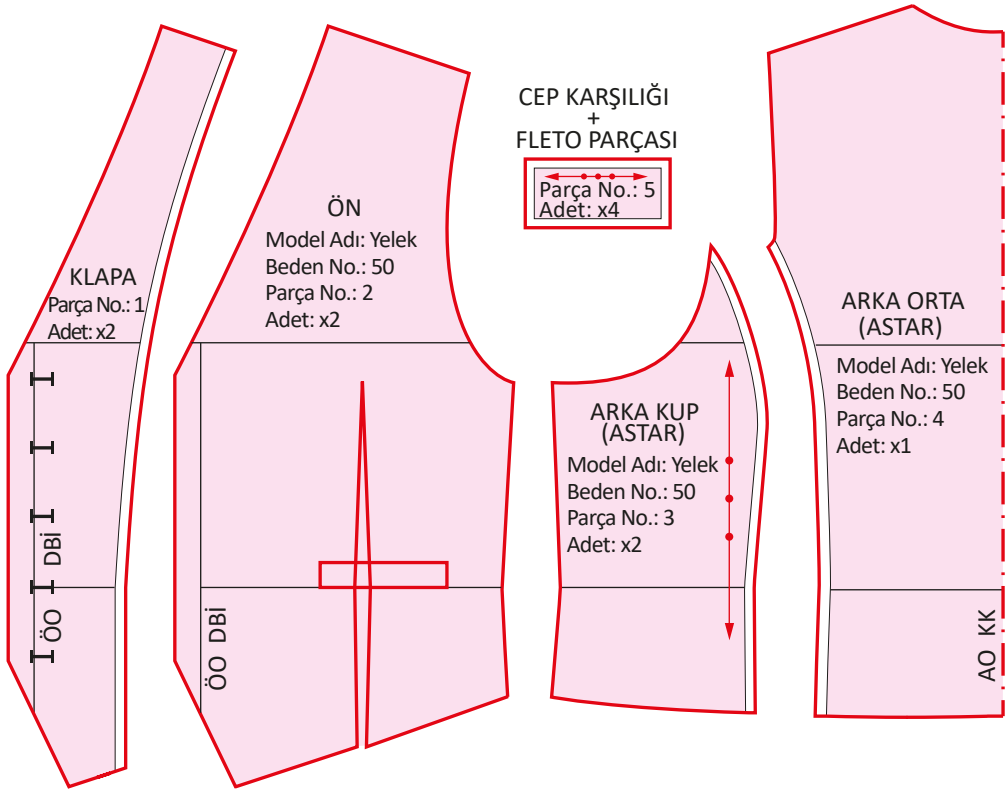 KLAPA
Parça No.: 1
Adet: x2
DBİ
ÖO
ÖN
Model Adı: Yelek
Beden No.: 50
Parça No.: 2
Adet: x2
ÖO DBİ
CEP KARŞILIĞI
+
FLETO PARÇASI
Parça No.: 5
Adet: x4
ARKA KUP
(ASTAR)
Model Adı: Yelek
Beden No.: 50
Parça No.: 3
Adet: x2
ARKA ORTA
(ASTAR)
Model Adı: Yelek
Beden No.: 50
Parça No.: 4
Adet: x1
AO KK